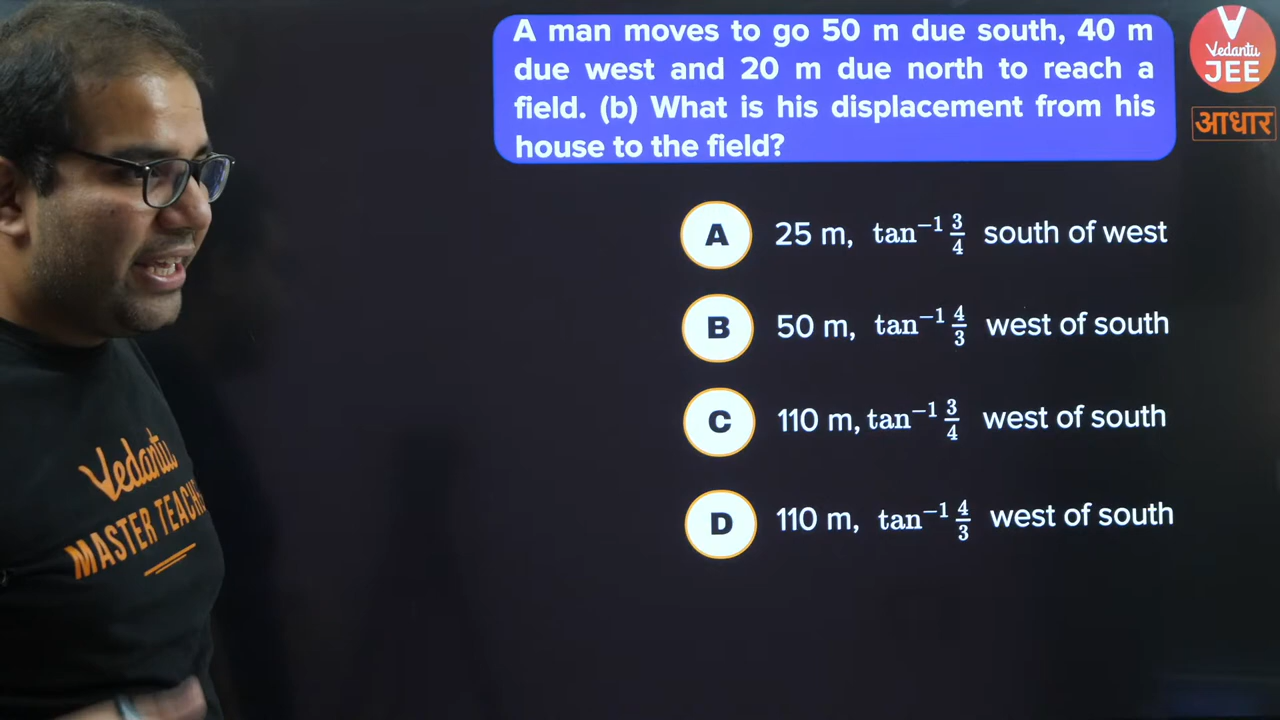 A man moves to go 50 m due south, 40 m
due west and 20 m due north to reach a
field. (b) What is his displacement from his
house to the field?
Vedantu
JEE
आधार
A 25 m, tan⁻¹ 3/4 south of west
B 50 m, tan⁻¹ 4/3 west of south
C 110 m, tan⁻¹ 3/4 west of south
D 110 m, tan⁻¹ 4/3 west of south
Vedantu
MASTER TEACHE